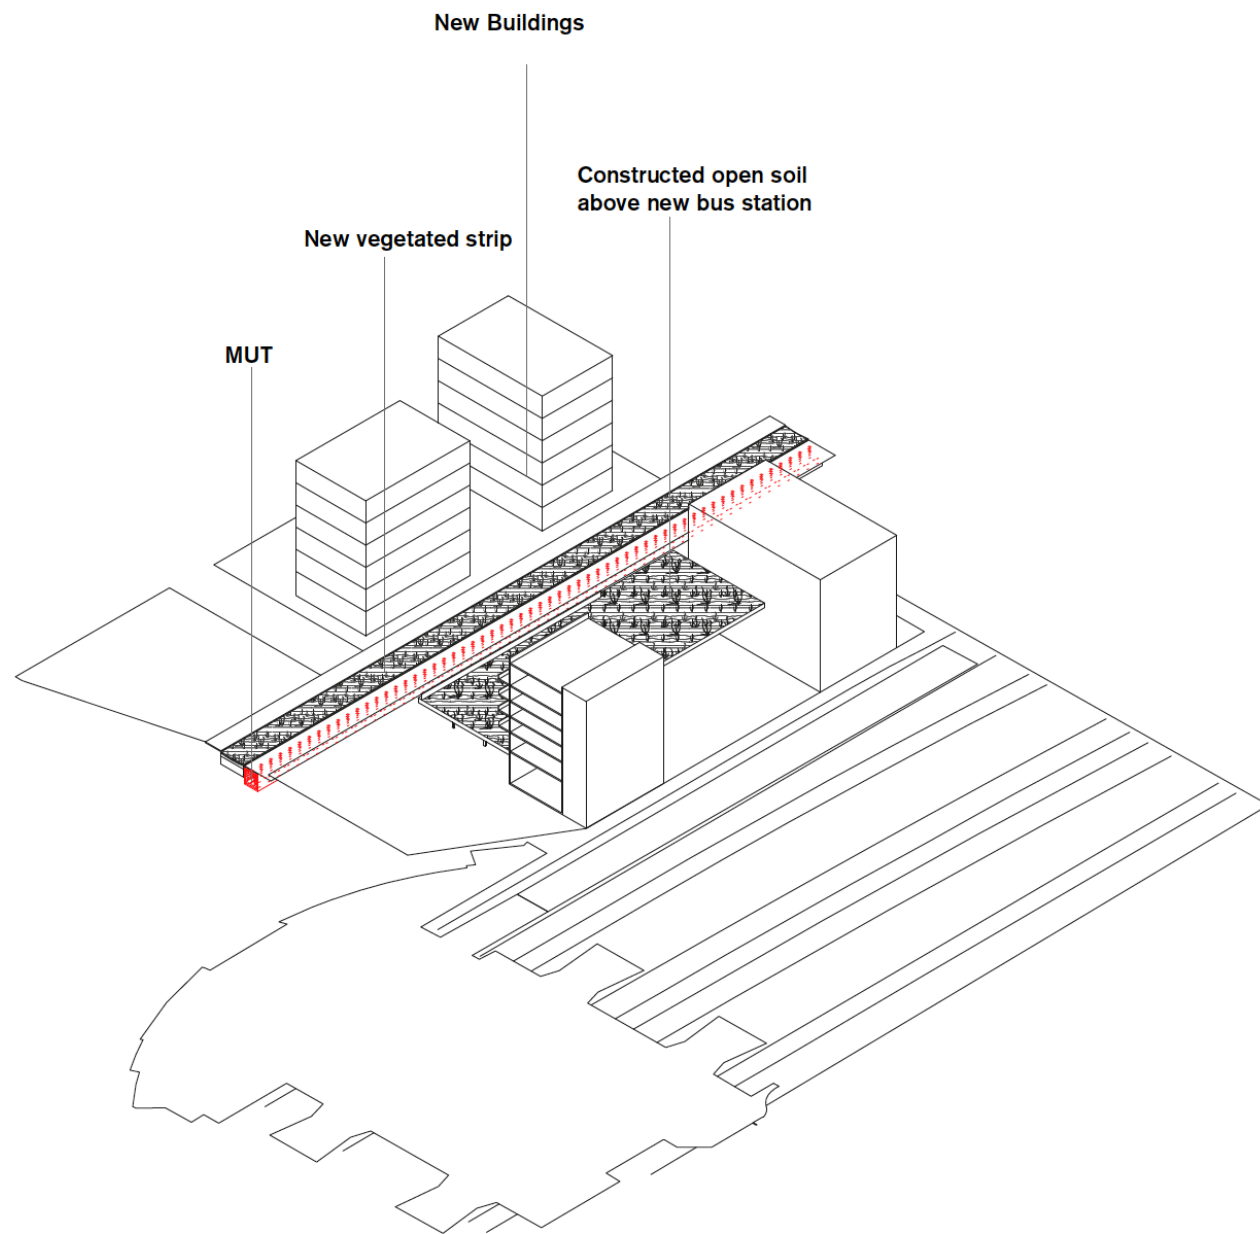 New Buildings
Constructed open soil
above new bus station
New vegetated strip
MUT